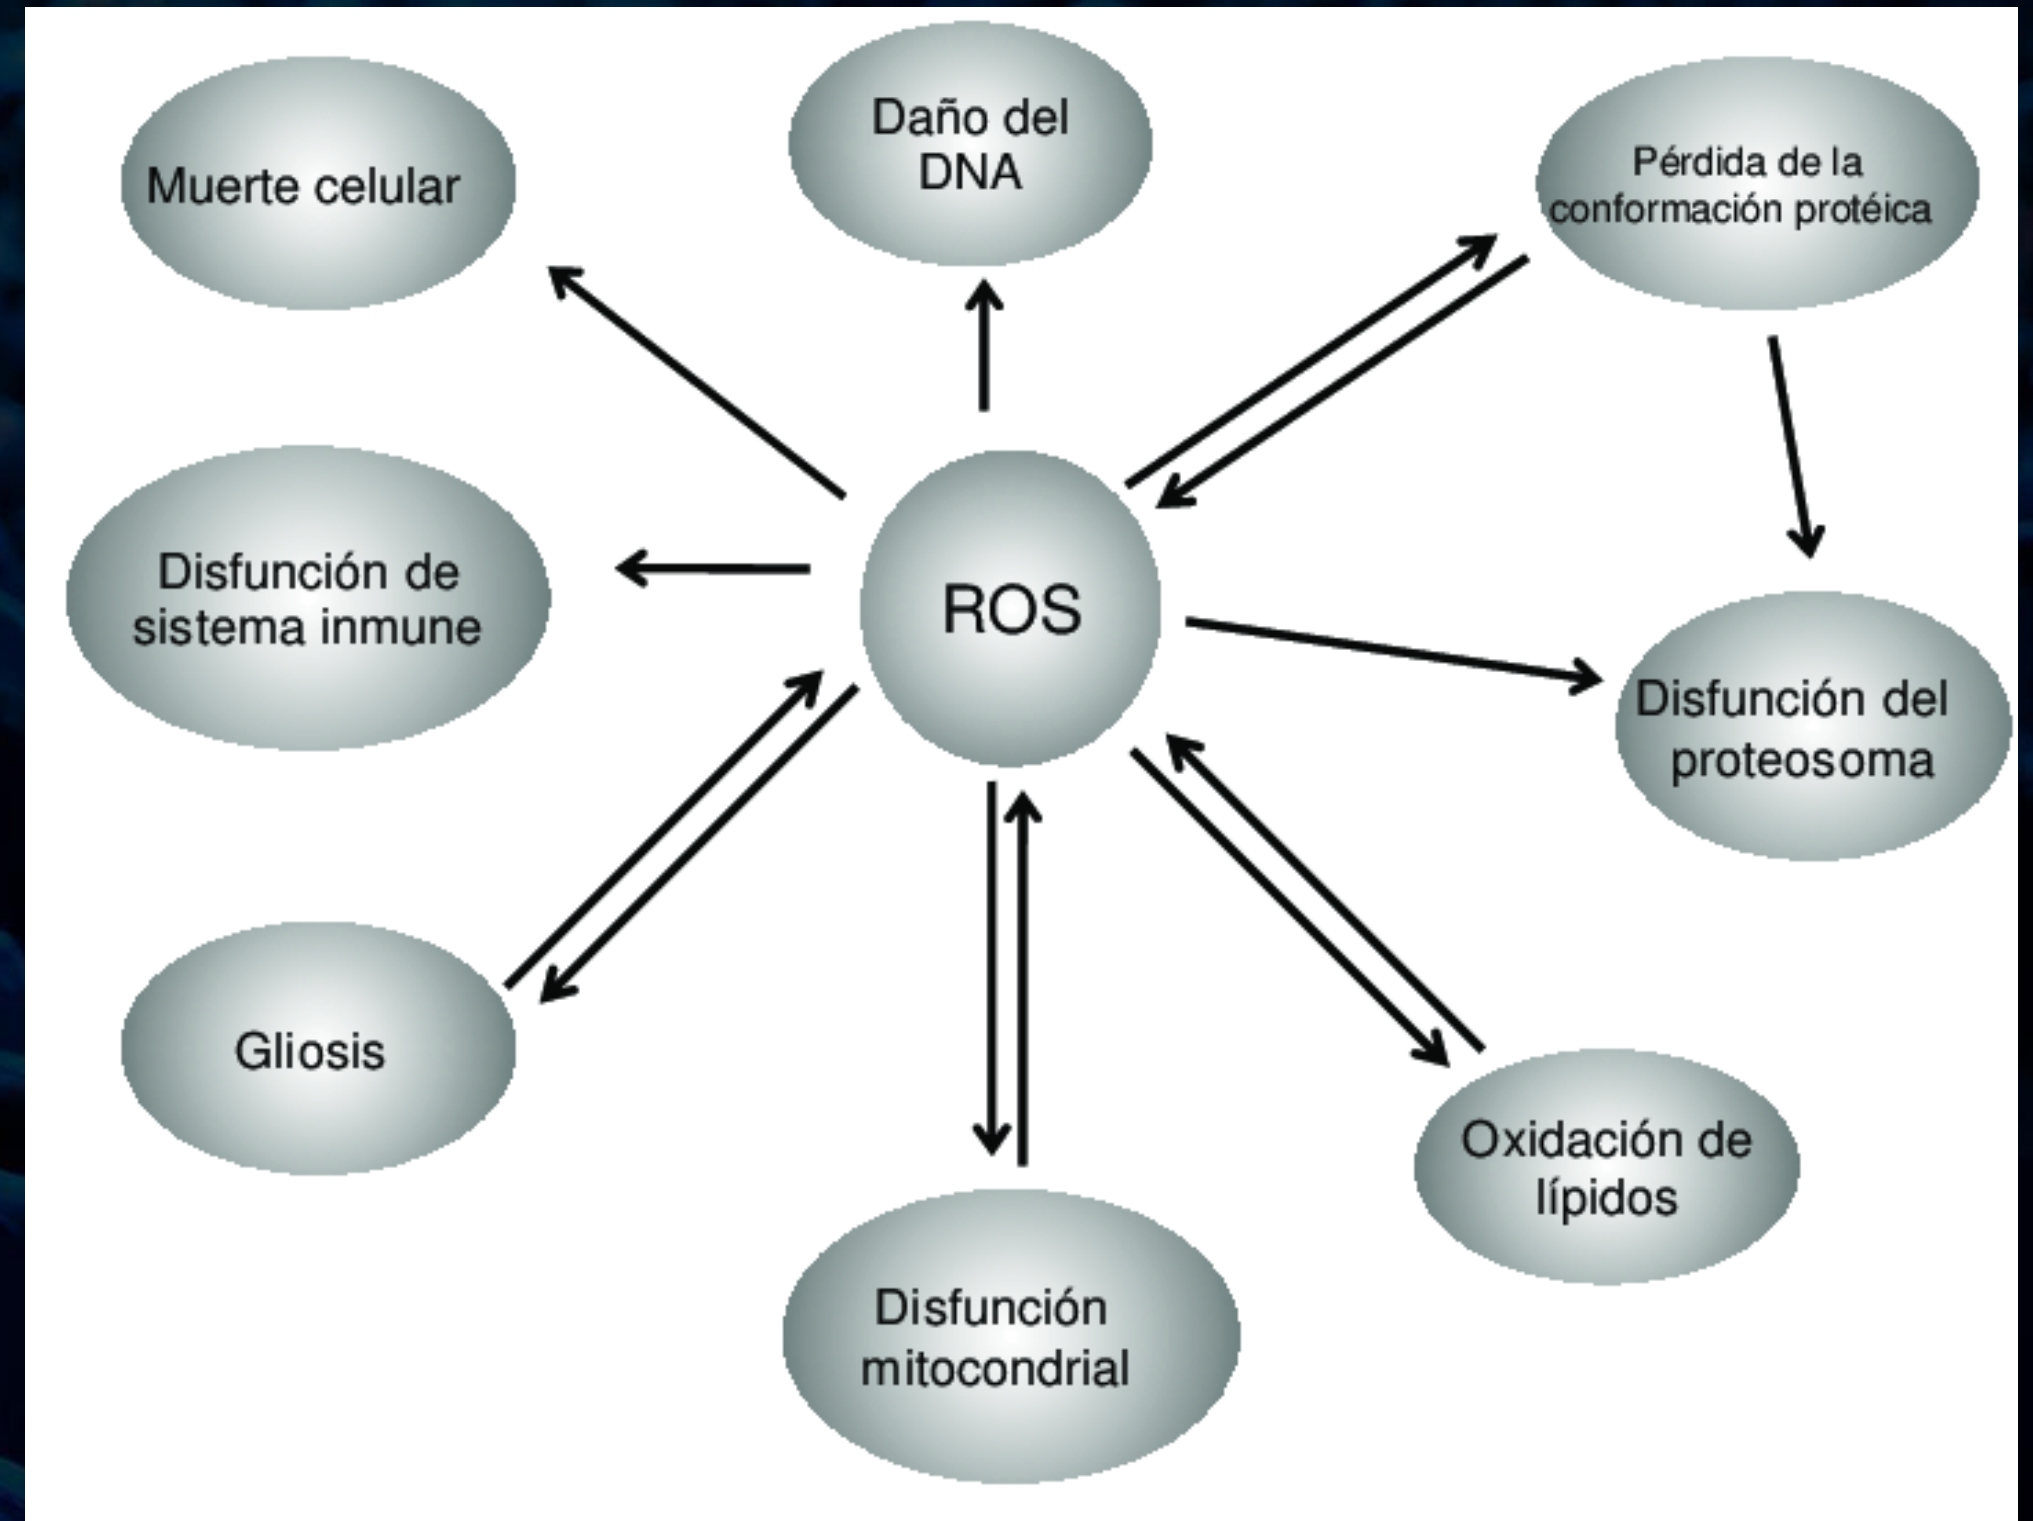 Muerte celular
Daño del
DNA
Pérdida de la
conformación protéica
Disfunción de
sistema inmune
ROS
Disfunción del
proteosoma
Gliosis
Oxidación de
lípidos
Disfunción
mitocondrial